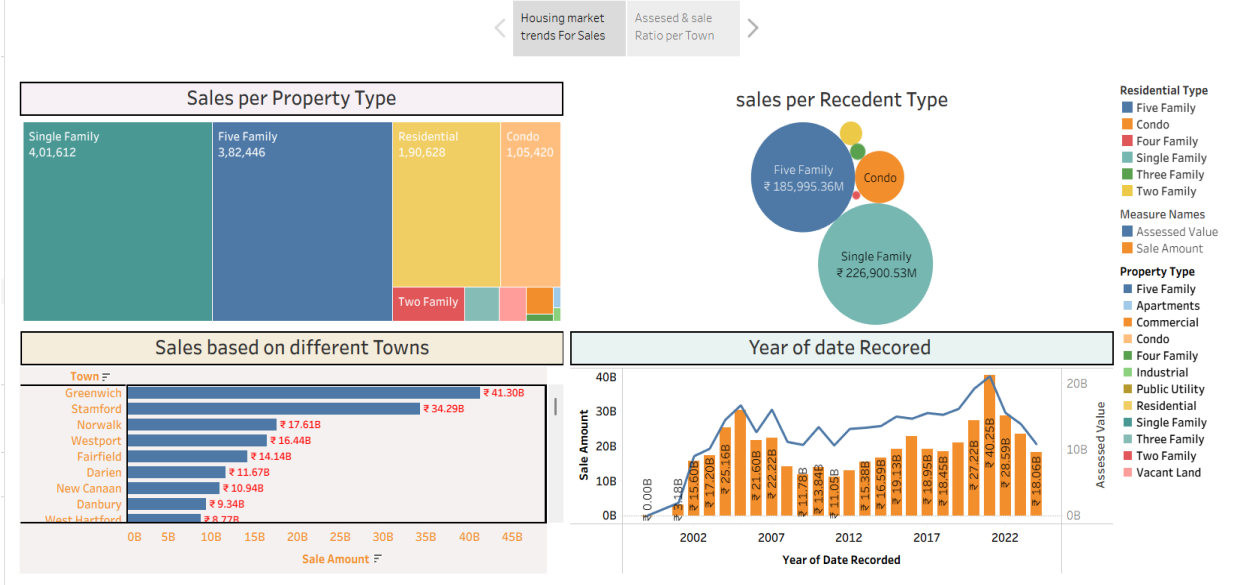 Housing market
trends For Sales
Assesed & sale
Ratio per Town
Sales per Property Type
Single Family
4,01,612
Five Family
3,82,446
Residential
1,90,628
Condo
1,05,420
Two Family
sales per Recedent Type
Five Family
₹ 185,995.36M
Condo
Single Family
₹ 226,900.53M
Residential Type
Five Family
Condo
Four Family
Single Family
Three Family
Two Family
Measure Names
Assessed Value
Sale Amount
Property Type
Five Family
Apartments
Commercial
Condo
Four Family
Industrial
Public Utility
Residential
Single Family
Three Family
Two Family
Vacant Land
Sales based on different Towns
Town
Greenwich ₹ 41.30B
Stamford ₹ 34.29B
Norwalk ₹ 17.61B
Westport ₹ 16.44B
Fairfield ₹ 14.14B
Darien ₹ 11.67B
New Canaan ₹ 10.94B
Danbury ₹ 9.34B
West Hartford ₹ 8.77B
0B 5B 10B 15B 20B 25B 30B 35B 40B 45B
Sale Amount
Year of date Recored
Sale Amount
40B
30B
20B
10B
0B
₹ 0.00B
₹ 3.18B
₹ 15.60B
₹ 17.20B
₹ 25.16B
₹ 21.60B
₹ 22.22B
₹ 11.78B
₹ 13.84B
₹ 11.05B
₹ 15.38B
₹ 16.59B
₹ 19.13B
₹ 18.95B
₹ 18.45B
₹ 27.22B
₹ 40.25B
₹ 28.59B
₹ 18.06B
20B
10B
0B
Assessed Value
2002 2007 2012 2017 2022
Year of Date Recorded